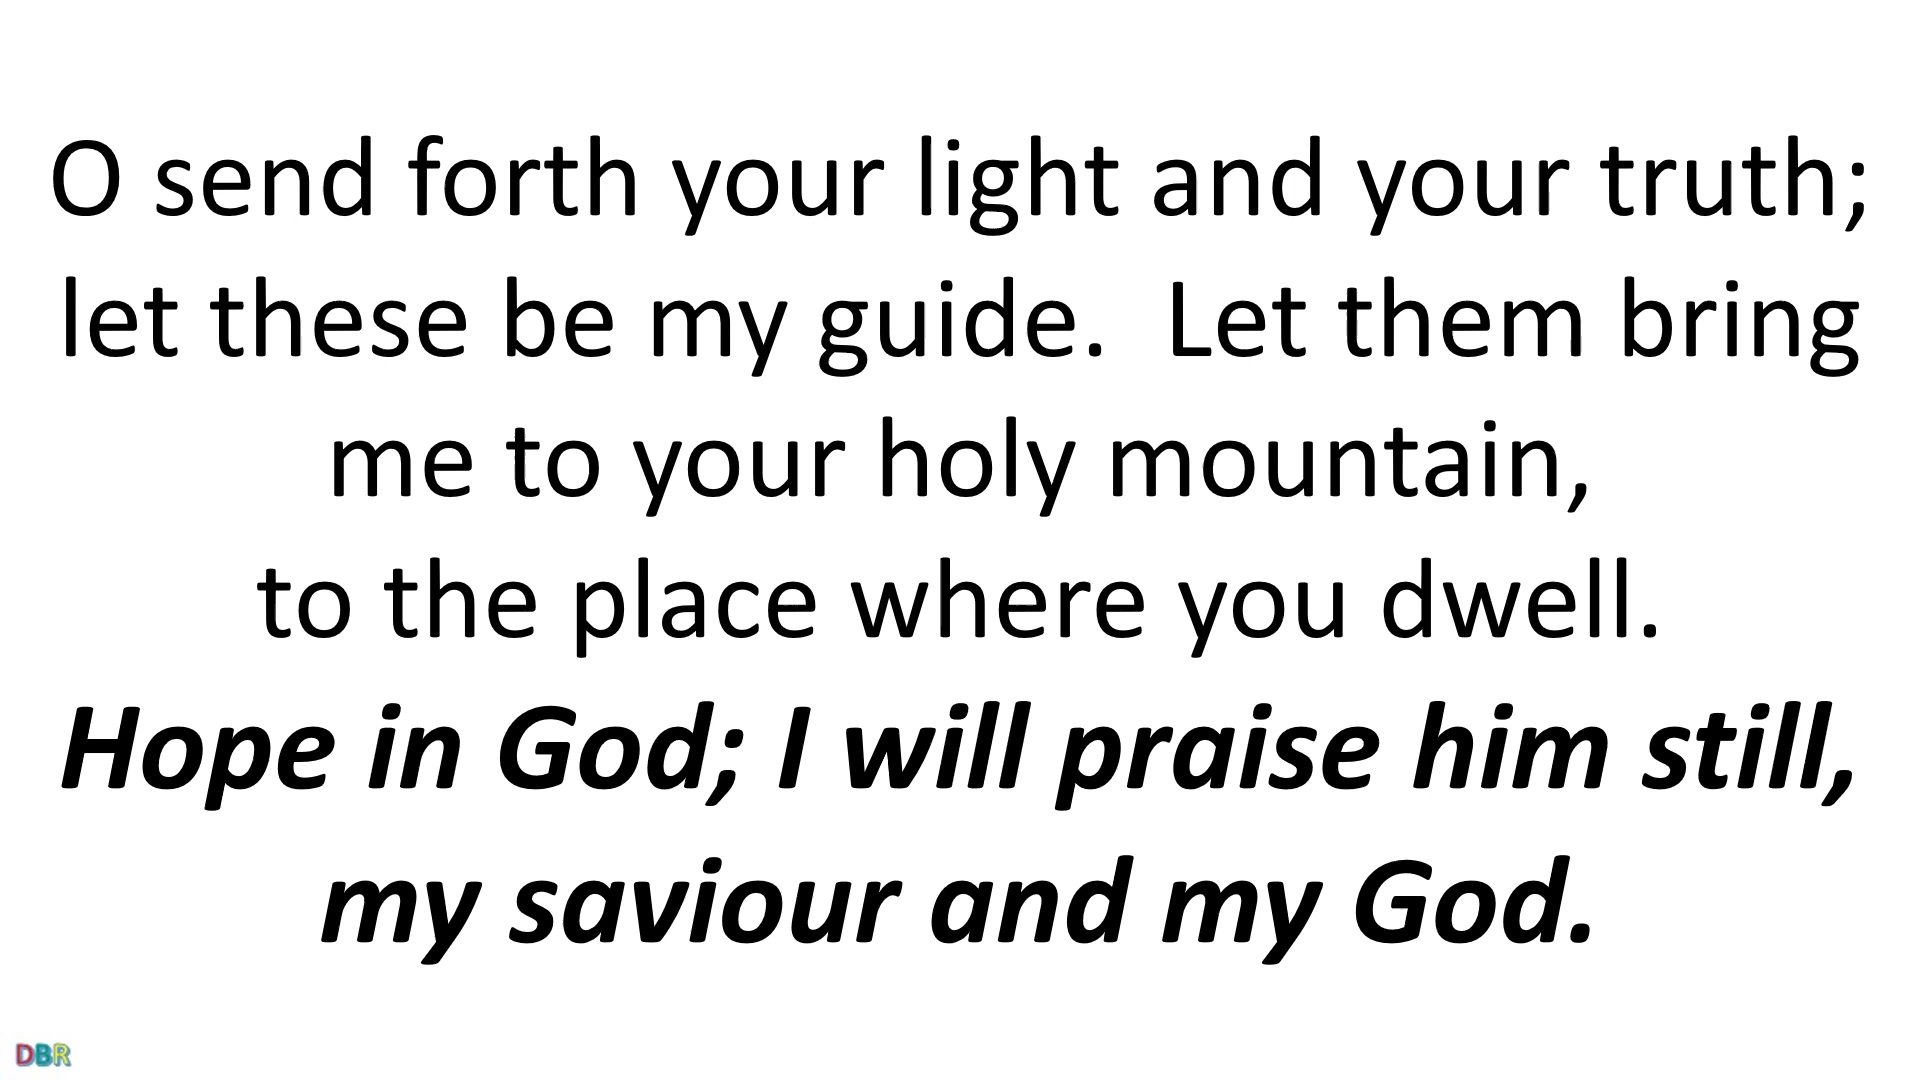 O send forth your light and your truth;
let these be my guide.  Let them bring
me to your holy mountain,
to the place where you dwell.
Hope in God; I will praise him still,
my saviour and my God.
DBR